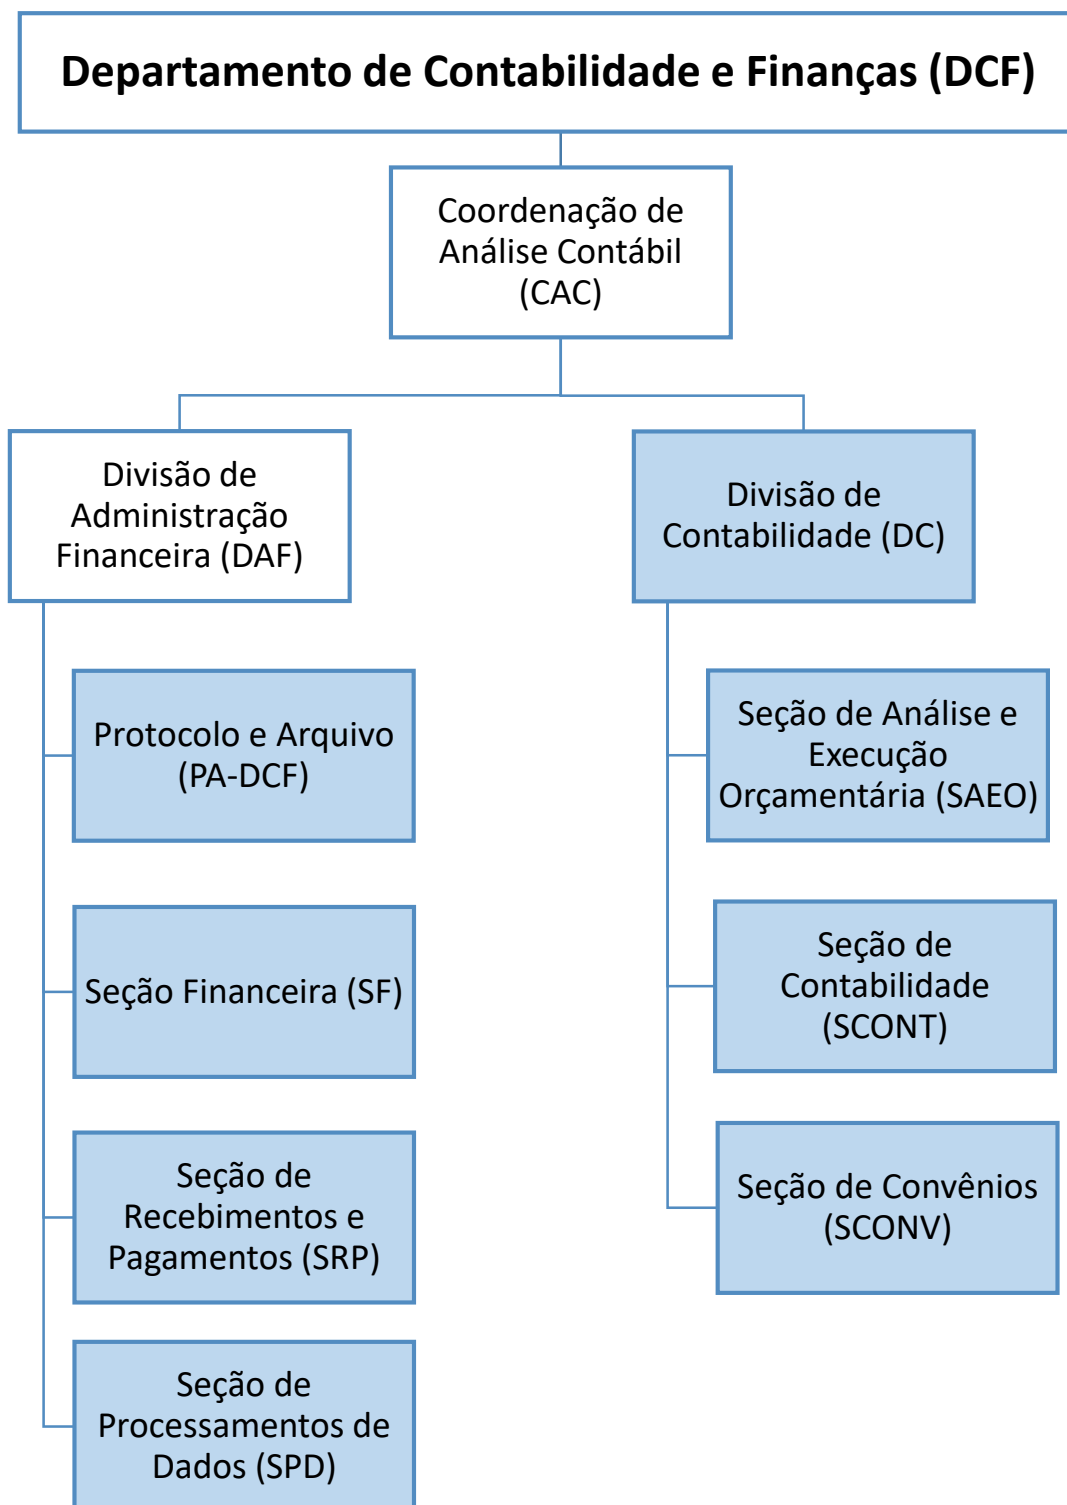 Departamento de Contabilidade e Finanças (DCF)
Coordenação de
Análise Contábil
(CAC)
Divisão de
Administração
Financeira (DAF)
Protocolo e Arquivo
(PA-DCF)
Seção Financeira (SF)
Seção de
Recebimentos e
Pagamentos (SRP)
Seção de
Processamentos de
Dados (SPD)
Divisão de
Contabilidade (DC)
Seção de Análise e
Execução
Orçamentária (SAEO)
Seção de
Contabilidade
(SCONT)
Seção de Convênios
(SCONV)